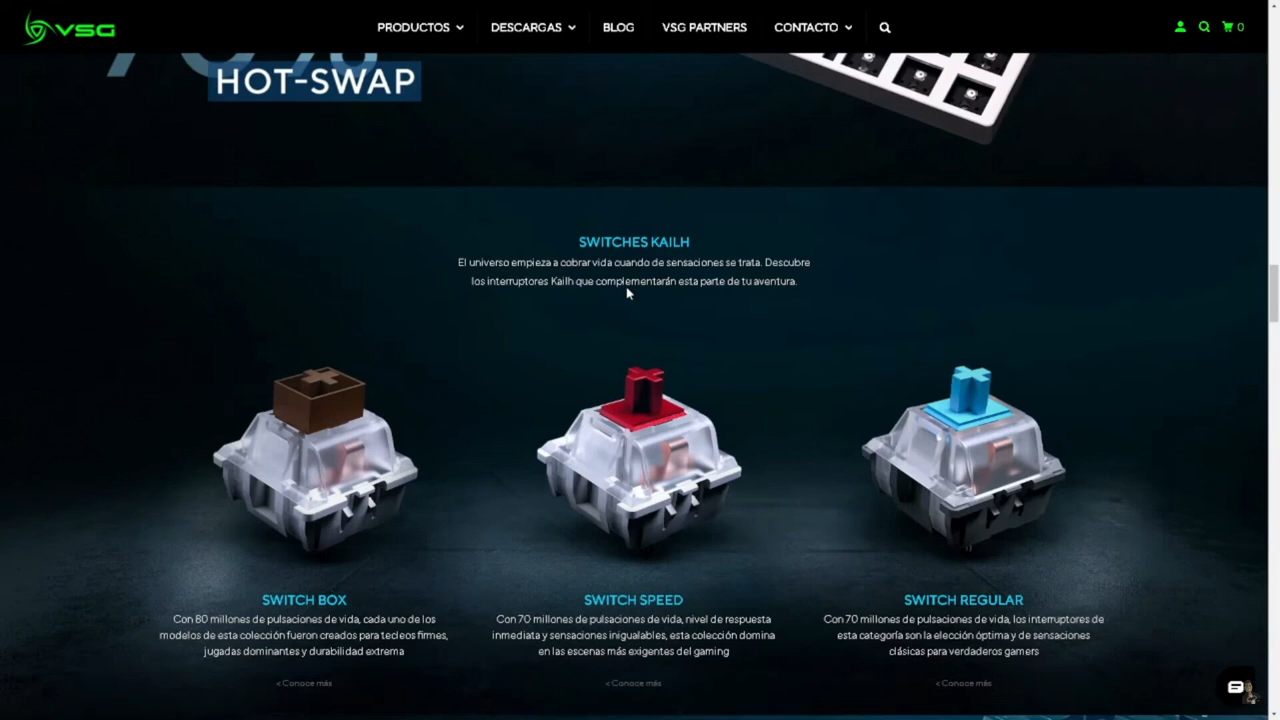 VSG
PRODUCTOS
DESCARGAS
BLOG
VSG PARTNERS
CONTACTO
0
70%
HOT-SWAP
SWITCHES KAILH
El universo empieza a cobrar vida cuando de sensaciones se trata. Descubre
los interruptores Kailh que complementarán esta parte de tu aventura.
SWITCH BOX
Con 80 millones de pulsaciones de vida, cada uno de los
modelos de esta colección fueron creados para tecleos firmes,
jugadas dominantes y durabilidad extrema
< Conoce más
SWITCH SPEED
Con 70 millones de pulsaciones de vida, nivel de respuesta
inmediata y sensaciones inigualables, esta colección domina
en las escenas más exigentes del gaming
< Conoce más
SWITCH REGULAR
Con 70 millones de pulsaciones de vida, los interruptores de
esta categoría son la elección óptima y de sensaciones
clásicas para verdaderos gamers
< Conoce más